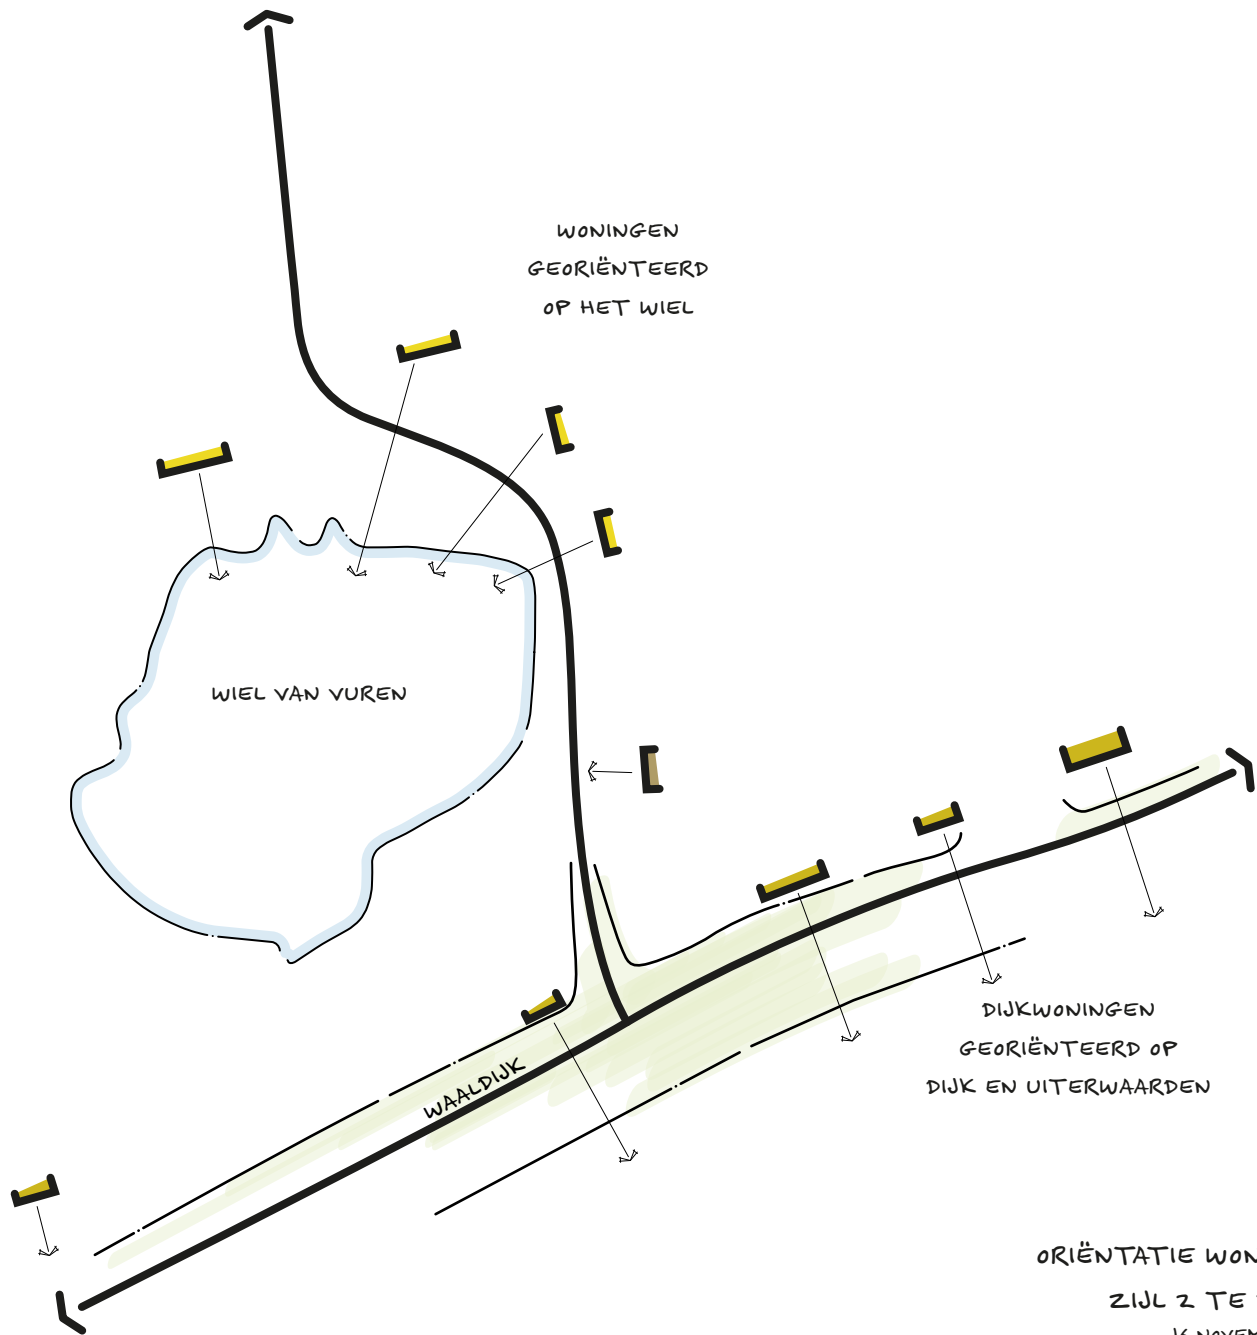 WONINGEN
GEORIËNTEERD
OP HET WIEL
WIEL VAN VUREN
DIJKWONINGEN
GEORIËNTEERD OP
DIJK EN UITERWAARDEN
WAALDIJK
ORIËNTATIE WON
ZIJL 2 TE